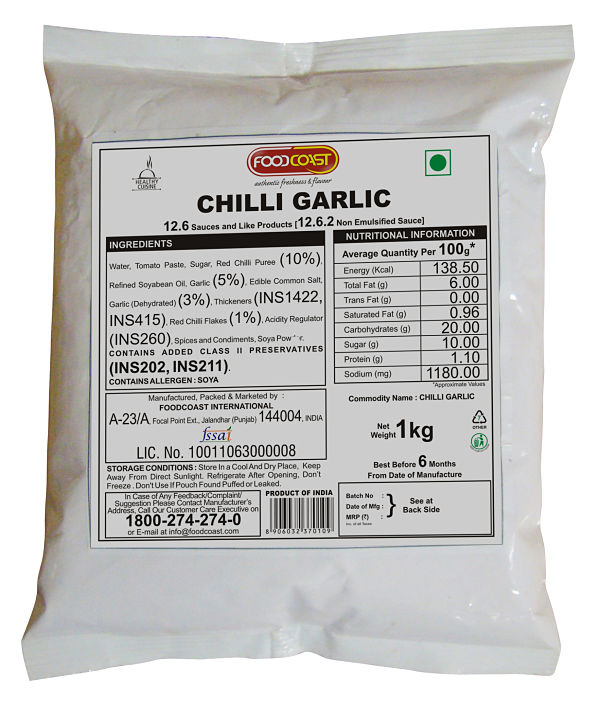 HEALTHY
CUISINE
FOODCOAST
authentic freshness & flavour
CHILLI GARLIC
12.6 Sauces and Like Products [12.6.2 Non Emulsified Sauce]
INGREDIENTS
Water, Tomato Paste, Sugar, Red Chilli Puree (10%),
Refined Soyabean Oil, Garlic (5%), Edible Common Salt,
Garlic (Dehydrated) (3%), Thickeners (INS1422,
INS415), Red Chilli Flakes (1%), Acidity Regulator
(INS260), Spices and Condiments, Soya
CONTAINS ADDED CLASS II PRESERVATIVES
(INS202, INS211).
CONTAINS ALLERGEN : SOYA
Manufactured, Packed & Marketed by :
FOODCOAST INTERNATIONAL
A-23/A, Focal Point Ext., Jalandhar (Punjab) 144004, INDIA
fssai
LIC. No. 10011063000008
STORAGE CONDITIONS : Store In a Cool And Dry Place, Keep
Away From Direct Sunlight. Refrigerate After Opening, Don't
Freeze . Don't Use If Pouch Found Puffed or Leaked.
In Case of Any Feedback/Complaint/
Suggestion Please Contact Manufacturer's
Address, Call Our Customer Care Executive on
1800-274-274-0
or E-mail at info@foodcoast.com
PRODUCT OF INDIA
8 906032 370109
NUTRITIONAL INFORMATION
Average Quantity Per 100g*
Energy (Kcal) 138.50
Total Fat (g) 6.00
Trans Fat (g) 0.00
Saturated Fat (g) 0.96
Carbohydrates (g) 20.00
Sugar (g) 10.00
Protein (g) 1.10
Sodium (mg) 1180.00
*Approximate Values
Commodity Name : CHILLI GARLIC
Net
Weight 1kg
7
OTHER
Best Before 6 Months
From Date of Manufacture
Batch No :
Date of Mfg :
MRP (₹) :
Inc. of all Taxes
See at
Back Side